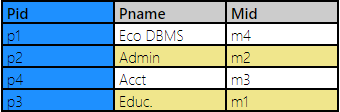 Pid Pname Mid
p1 Eco DBMS m4
p2 Admin m2
p4 Acct m3
p3 Educ. m1